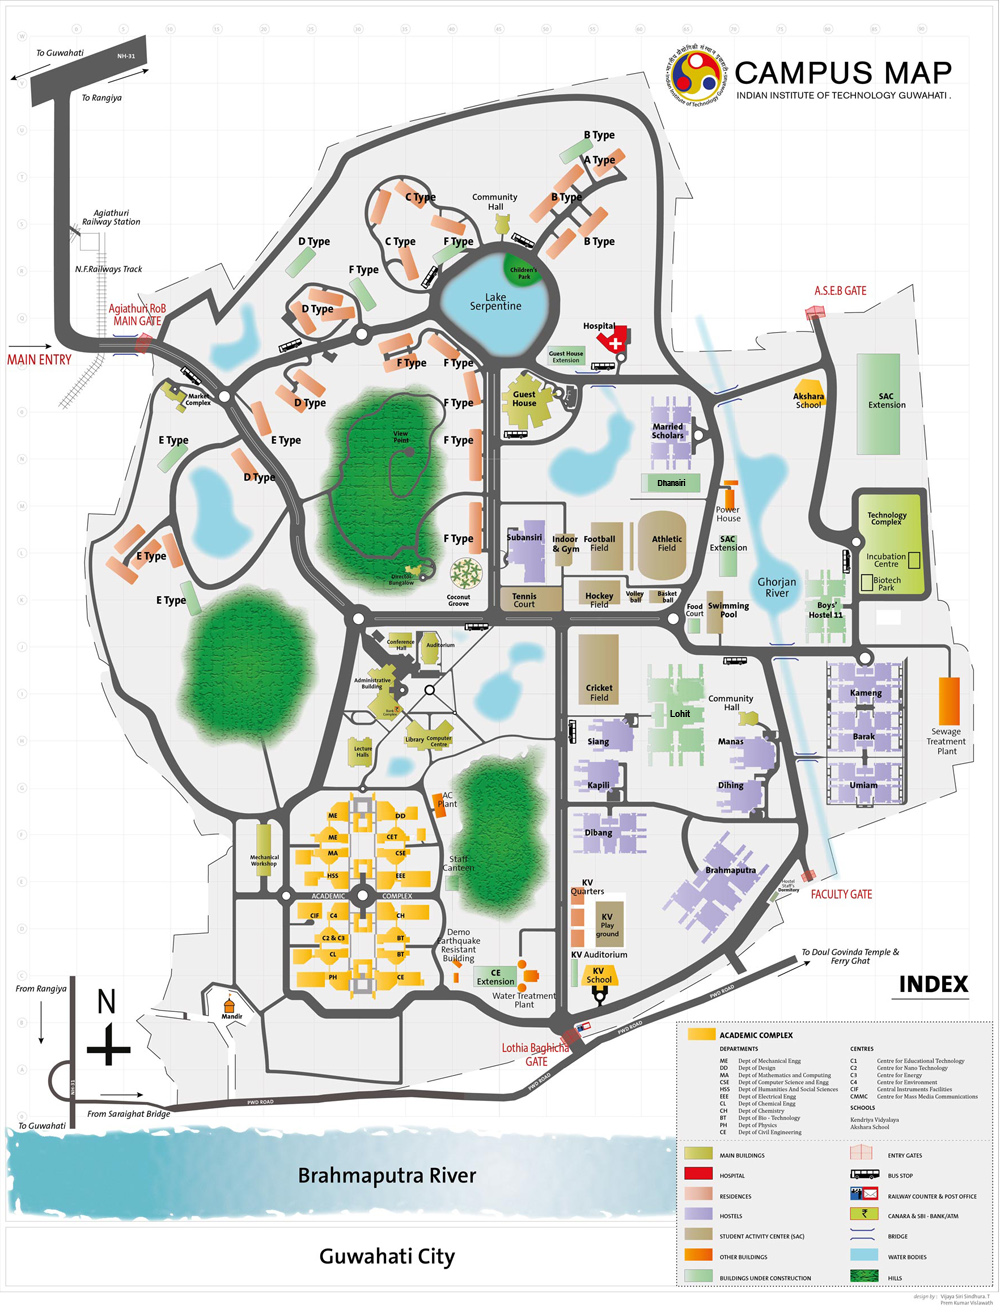 To Guwahati
NH-31
To Rangiya
CAMPUS MAP
INDIAN INSTITUTE OF TECHNOLOGY GUWAHATI .
B Type
A Type
C Type
Community
Hall
B Type
Agiathuri
Railway Station
D Type
C Type
F Type
B Type
N.F.Railways Track
F Type
Children's
Park
Lake
Serpentine
A.S.E.B GATE
Agiathuri RoB
MAIN GATE
D Type
Hospital
MAIN ENTRY
F Type
F Type
Guest House
Extension
Market
Complex
D Type
F Type
Guest
House
Akshara
School
SAC
Extension
E Type
E Type
View
Point
F Type
Married
Scholars
D Type
Dhansiri
Power
House
Technology
Complex
E Type
F Type
Subansiri
Indoor
& Gym
Football
Field
Athletic
Field
SAC
Extension
Incubation
Centre
Biotech
Park
Director
Bangalow
Ghorjan
River
E Type
Coconut
Groove
Tennis
Court
Hockey
Field
Volley
ball
Basket
ball
Food
Court
Swimming
Pool
Boys'
Hostel 11
Conference
Hall
Auditorium
Administrative
Building
Cricket
Field
Kameng
Lohit
Community
Hall
Library
Computer
Centre
Lecture
Halls
Siang
Manas
Barak
Sewage
Treatment
Plant
Kapili
Dihing
Umiam
AC
Plant
ME
DD
ME
CET
Dibang
MA
CSE
Mechanical
Workshop
HSS
EEE
Staff
Canteen
Brahmaputra
KV
Quarters
Hostel
Staff's
Dormitory
FACULTY GATE
ACADEMIC
COMPLEX
CIF
C4
CH
KV
Play
ground
C2 & C3
BT
Demo
Earthquake
Resistant
Building
CL
BT
KV Auditorium
To Doul Govinda Temple &
Ferry Ghat
PH
CE
CE
Extension
KV
School
Water Treatment
Plant
From Rangiya
N
Mandir
PWD ROAD
INDEX
PWD ROAD
Lothia Baghicha
GATE
NH-31
PWD ROAD
PWD ROAD
From Saraighat Bridge
To Guwahati
Brahmaputra River
Guwahati City
ACADEMIC COMPLEX
DEPARTMENTS
ME Dept of Mechanical Engg
DD Dept of Design
MA Dept of Mathematics and Computing
CSE Dept of Computer Science and Engg
HSS Dept of Humanities And Social Sciences
EEE Dept of Electrical Engg
CL Dept of Chemical Engg
CH Dept of Chemistry
BT Dept of Bio - Technology
PH Dept of Physics
CE Dept of Civil Engineering
CENTRES
C1 Centre for Educational Technology
C2 Centre for Nano Technology
C3 Centre for Energy
C4 Centre for Environment
CIF Central Instruments Facilities
CMMC Centre for Mass Media Communications
SCHOOLS
Kendriya Vidyalaya
Akshara School
MAIN BUILDINGS
HOSPITAL
RESIDENCES
HOSTELS
STUDENT ACTIVITY CENTER (SAC)
OTHER BUILDINGS
BUILDINGS UNDER CONSTRUCTION
ENTRY GATES
BUS STOP
RAILWAY COUNTER & POST OFFICE
₹ CANARA & SBI - BANK/ATM
BRIDGE
WATER BODIES
HILLS
design by : Vijaya Siri Sindhura. T
Prem Kumar Vislawath